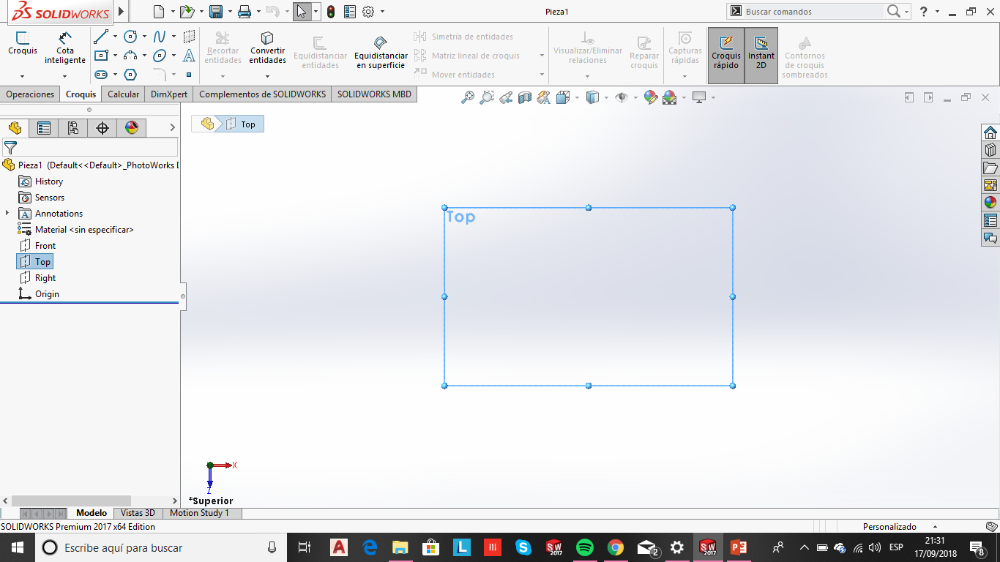 SOLIDWORKS
Pieza1
Buscar comandos
?
Croquis
Cota inteligente
Recortar entidades
Convertir entidades
Equidistanciar entidades
Equidistanciar en superficie
Simetría de entidades
Matriz lineal de croquis
Mover entidades
Visualizar/Eliminar relaciones
Reparar croquis
Capturas rápidas
Croquis rápido
Instant 2D
Contornos de croquis sombreados
Operaciones
Croquis
Calcular
DimXpert
Complementos de SOLIDWORKS
SOLIDWORKS MBD
Top
Pieza1 (Default<<Default>_PhotoWorks
History
Sensors
Annotations
Material <sin especificar>
Front
Top
Right
Origin
Top
X
Z
*Superior
Modelo
Vistas 3D
Motion Study 1
SOLIDWORKS Premium 2017 x64 Edition
Personalizado
Escribe aquí para buscar
SW 2017
2
SW 2017
ESP
21:31
17/09/2018
8